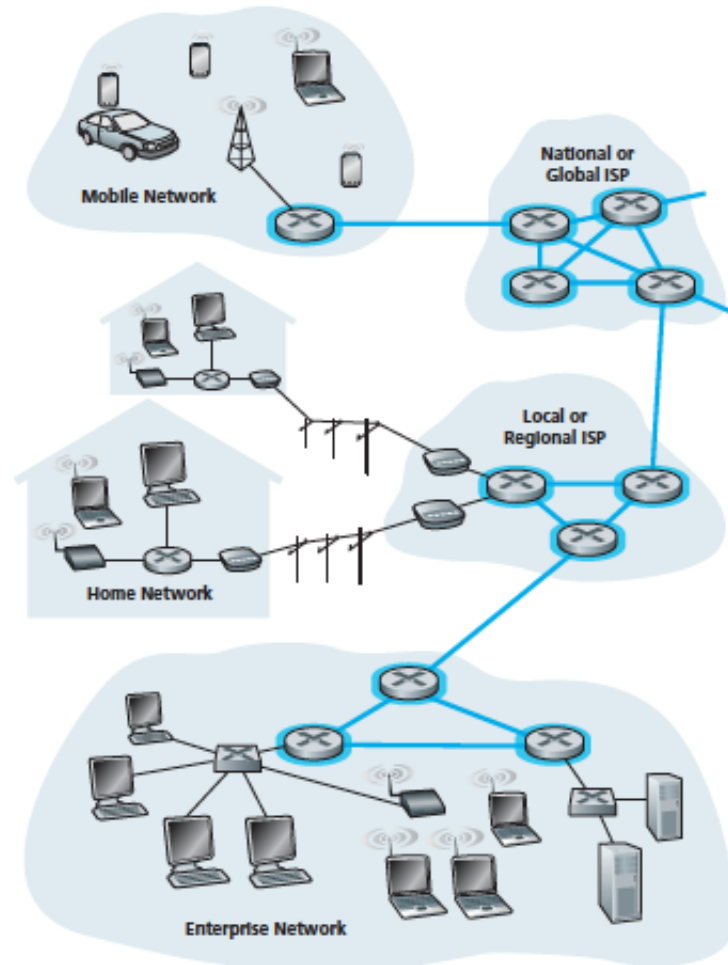 National or
Global ISP
Mobile Network
Local or
Regional ISP
Home Network
Enterprise Network